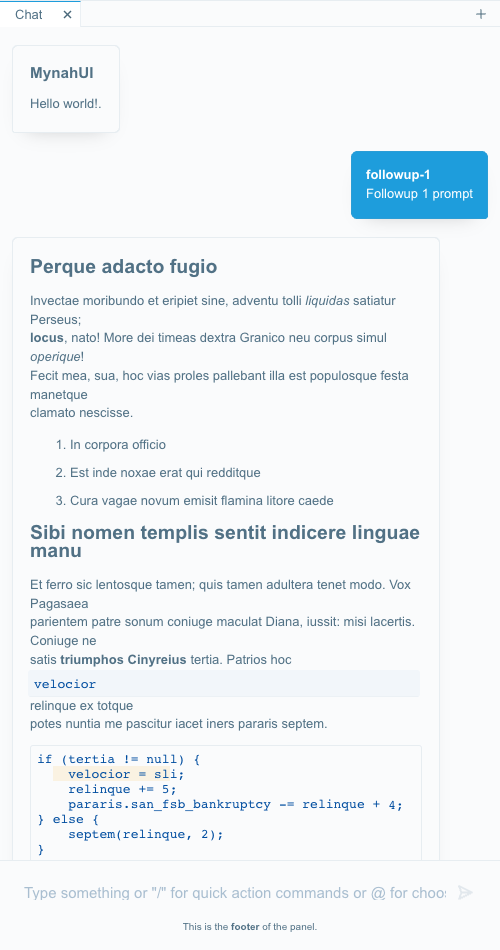 Chat
MynahUI
Hello world!.
followup-1
Followup 1 prompt
Perque adacto fugio
Invectae moribundo et eripiet sine, adventu tolli liquidas satiatur
Perseus;
locus, nato! More dei timeas dextra Granico neu corpus simul
operique!
Fecit mea, sua, hoc vias proles pallebant illa est populosque festa
manetque
clamato nescisse.
1. In corpora officio
2. Est inde noxae erat qui redditque
3. Cura vagae novum emisit flamina litore caede
Sibi nomen templis sentit indicere linguae
manu
Et ferro sic lentosque tamen; quis tamen adultera tenet modo. Vox
Pagasaea
parientem patre sonum coniuge maculat Diana, iussit: misi lacertis.
Coniuge ne
satis triumphos Cinyreius tertia. Patrios hoc
velocior
relinque ex totque
potes nuntia me pascitur iacet iners pararis septem.
if (tertia != null) {
    velocior = sli;
    relinque += 5;
    pararis.san_fsb_bankruptcy -= relinque + 4;
} else {
    septem(relinque, 2);
}
Type something or "/" for quick action commands or @ for choo
This is the footer of the panel.